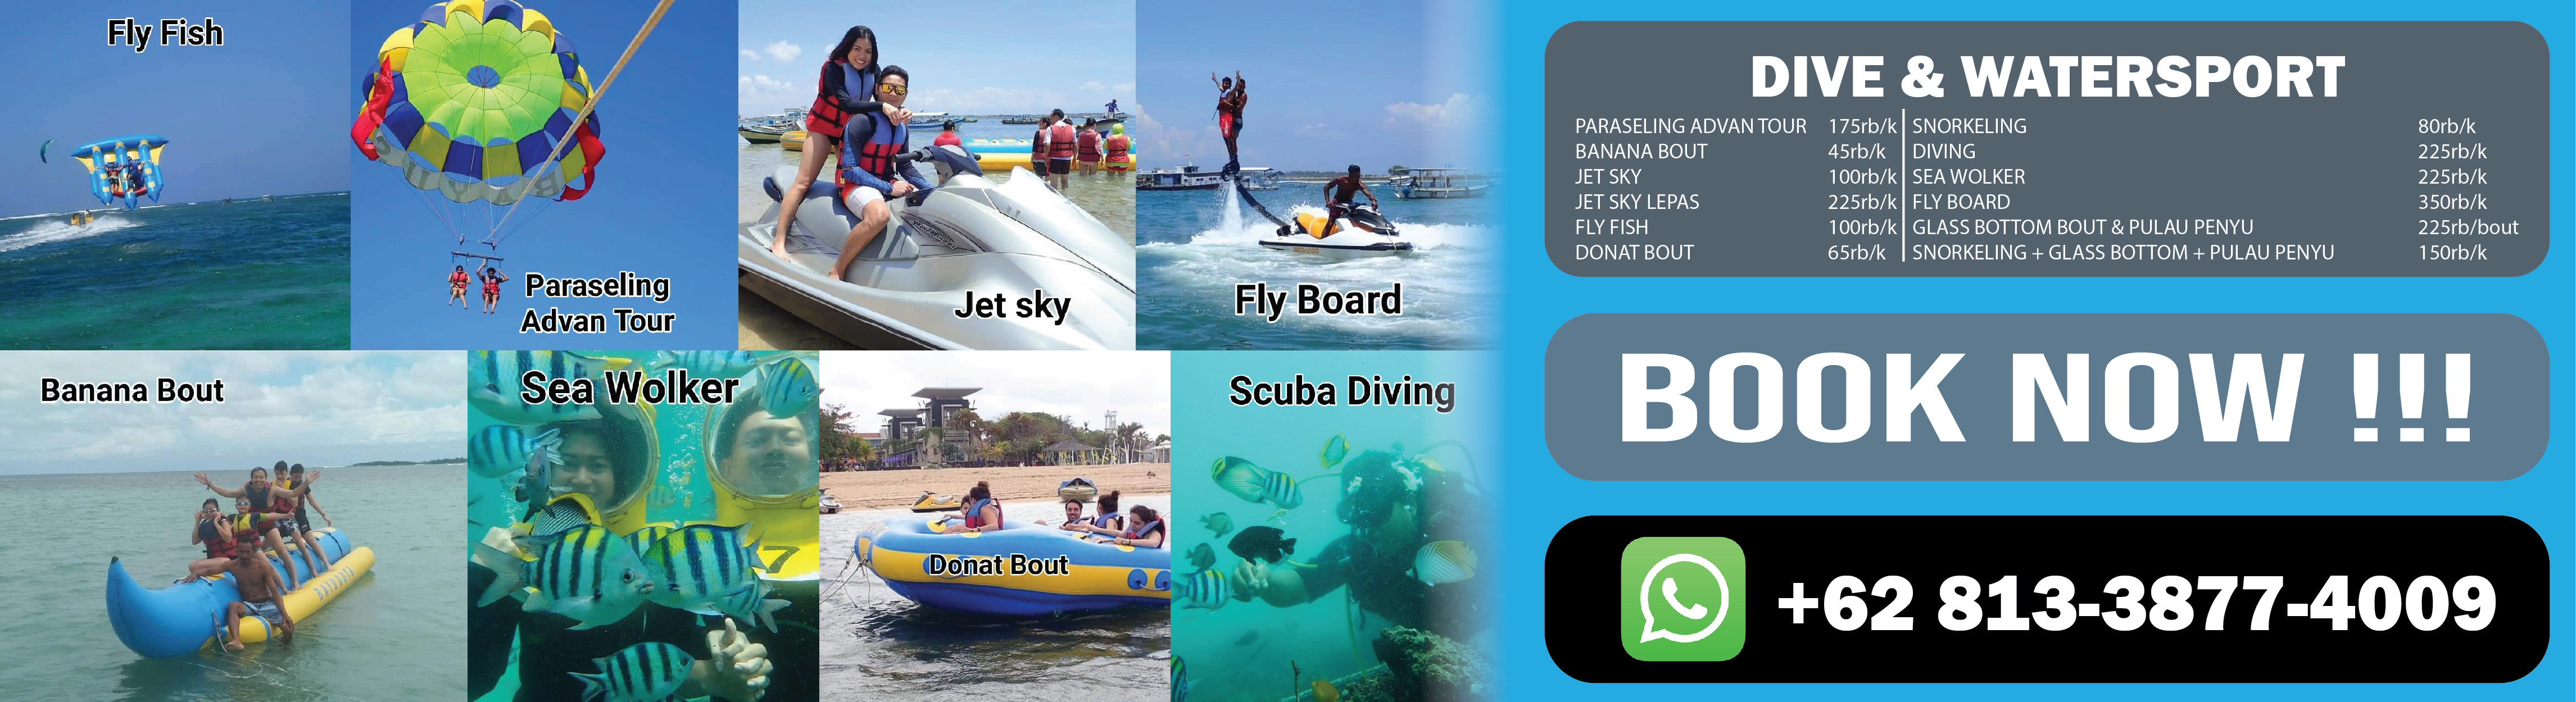 Fly Fish
Paraseling
Advan Tour
Jet sky
Fly Board
Banana Bout
Sea Wolker
7
Donat Bout
Scuba Diving
DIVE & WATERSPORT
PARASELING ADVAN TOUR 175rb/k
BANANA BOUT 45rb/k
JET SKY 100rb/k
JET SKY LEPAS 225rb/k
FLY FISH 100rb/k
DONAT BOUT 65rb/k
SNORKELING 80rb/k
DIVING 225rb/k
SEA WOLKER 225rb/k
FLY BOARD 350rb/k
GLASS BOTTOM BOUT & PULAU PENYU 225rb/bout
SNORKELING + GLASS BOTTOM + PULAU PENYU 150rb/k
BOOK NOW !!!
+62 813-3877-4009